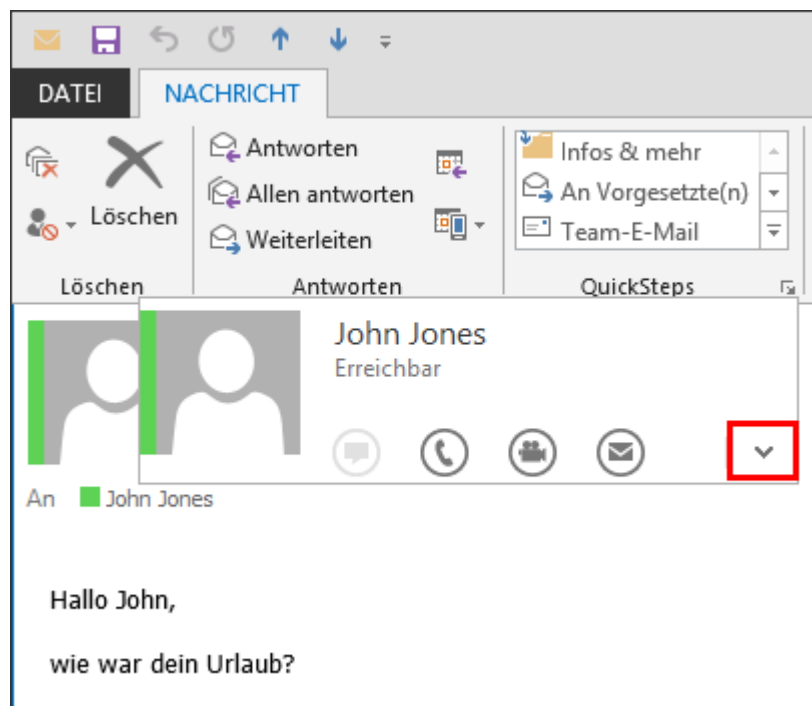 DATEI NACHRICHT
Antworten
Infos & mehr
Allen antworten
An Vorgesetzte(n)
Löschen
Weiterleiten
Team-E-Mail
Löschen Antworten QuickSteps
John Jones
Erreichbar
An John Jones
Hallo John,
wie war dein Urlaub?